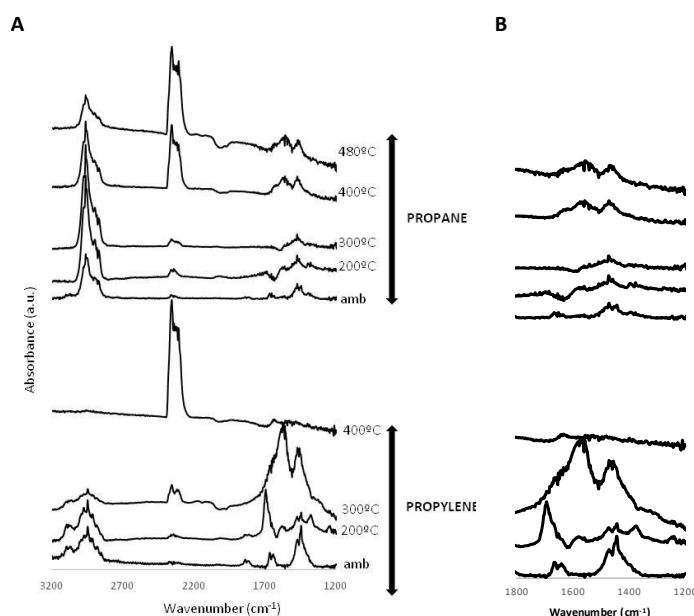 A
B
480ºC
400ºC
PROPANE
300ºC
200ºC
amb
Absorbance (a.u.)
400ºC
300ºC
PROPYLENE
200ºC
amb
3200 2700 2200 1700 1200
Wavenumber (cm-1)
1800 1600 1400 1200
Wavenumber (cm-1)